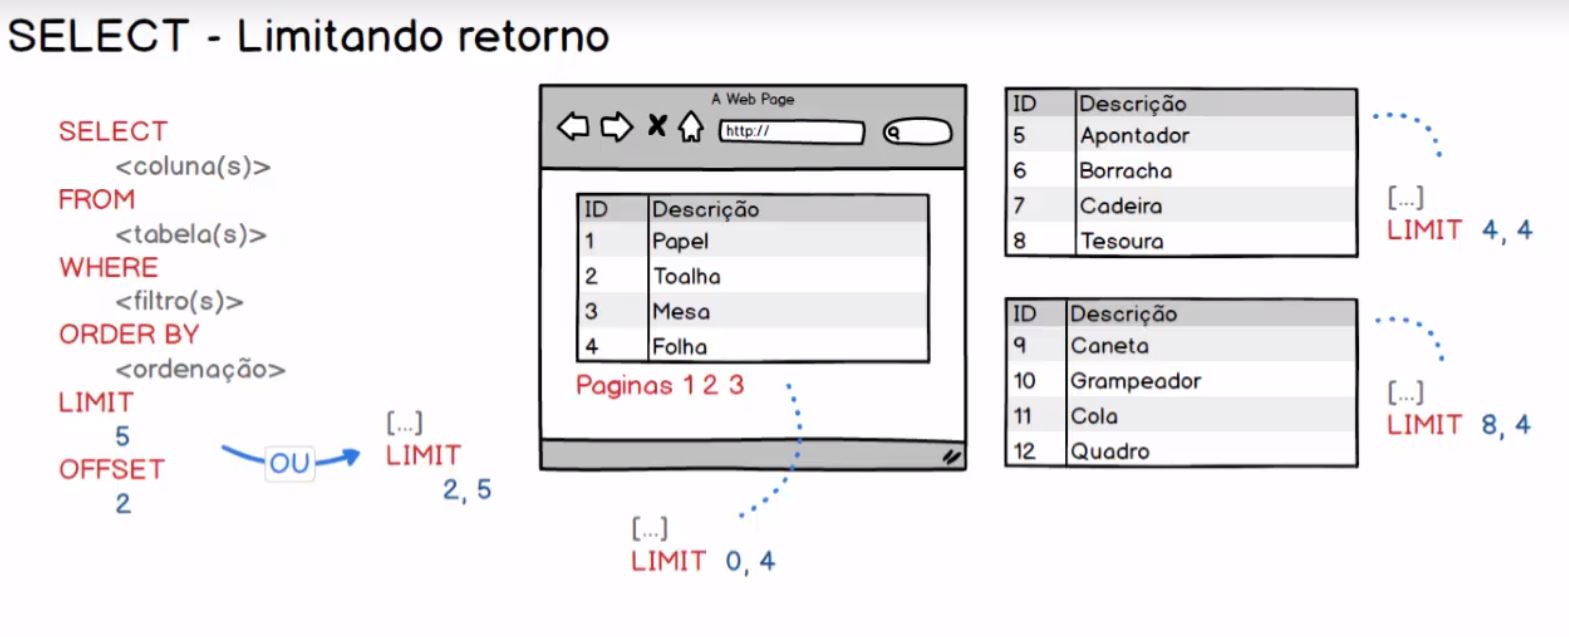 SELECT - Limitando retorno
SELECT
<coluna(s)>
FROM
<tabela(s)>
WHERE
<filtro(s)>
ORDER BY
<ordenação>
LIMIT
5
OFFSET
2
OU
[...]
LIMIT
2, 5
A Web Page
http://
ID Descrição
1 Papel
2 Toalha
3 Mesa
4 Folha
Paginas 1 2 3
[...]
LIMIT 0, 4
ID Descrição
5 Apontador
6 Borracha
7 Cadeira
8 Tesoura
[...]
LIMIT 4, 4
ID Descrição
9 Caneta
10 Grampeador
11 Cola
12 Quadro
[...]
LIMIT 8, 4